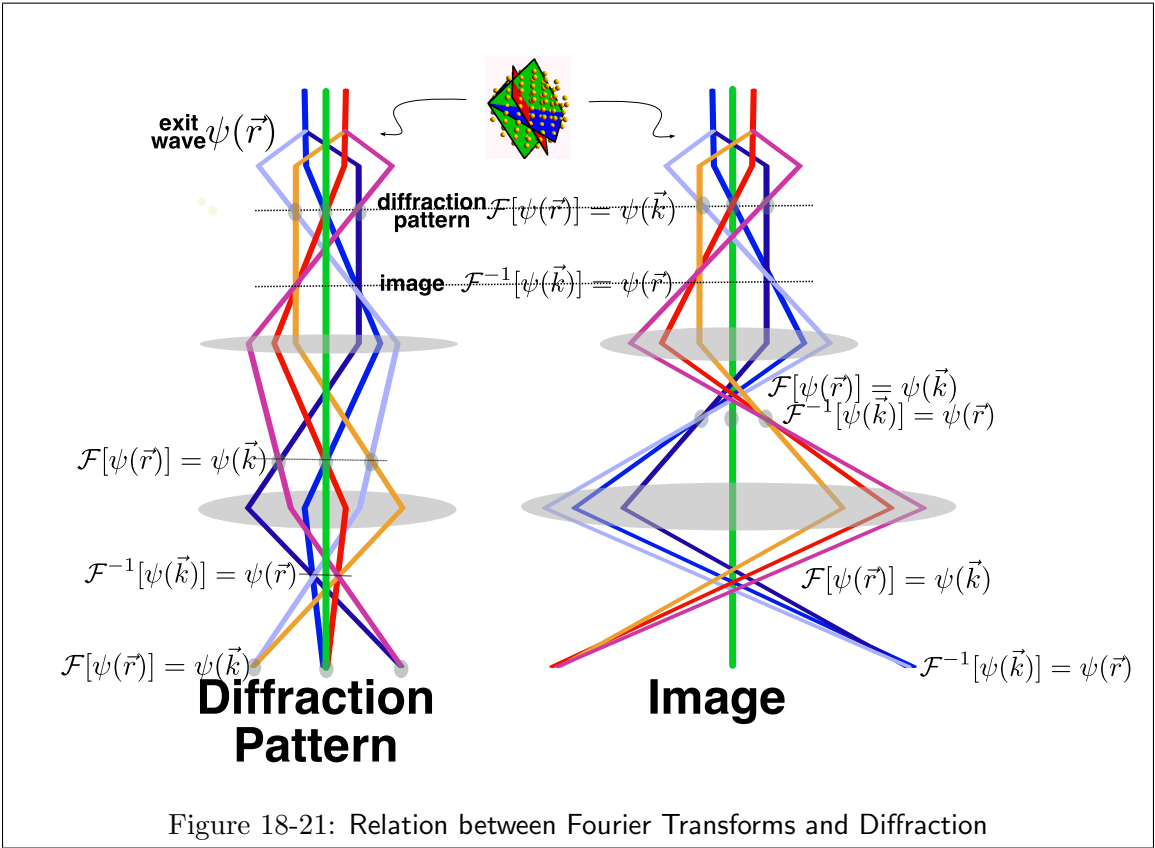 exit
wave ψ(r⃗)
diffraction
pattern F[ψ(r⃗)] = ψ(k⃗)
image F⁻¹[ψ(k⃗)] = ψ(r⃗)
F[ψ(r⃗)] = ψ(k⃗)
F⁻¹[ψ(k⃗)] = ψ(r⃗)
F[ψ(r⃗)] = ψ(k⃗)
F⁻¹[ψ(k⃗)] = ψ(r⃗)
F[ψ(r⃗)] = ψ(k⃗)
F[ψ(r⃗)] = ψ(k⃗)
F⁻¹[ψ(k⃗)] = ψ(r⃗)
Diffraction
Pattern
Image
Figure 18-21: Relation between Fourier Transforms and Diffraction